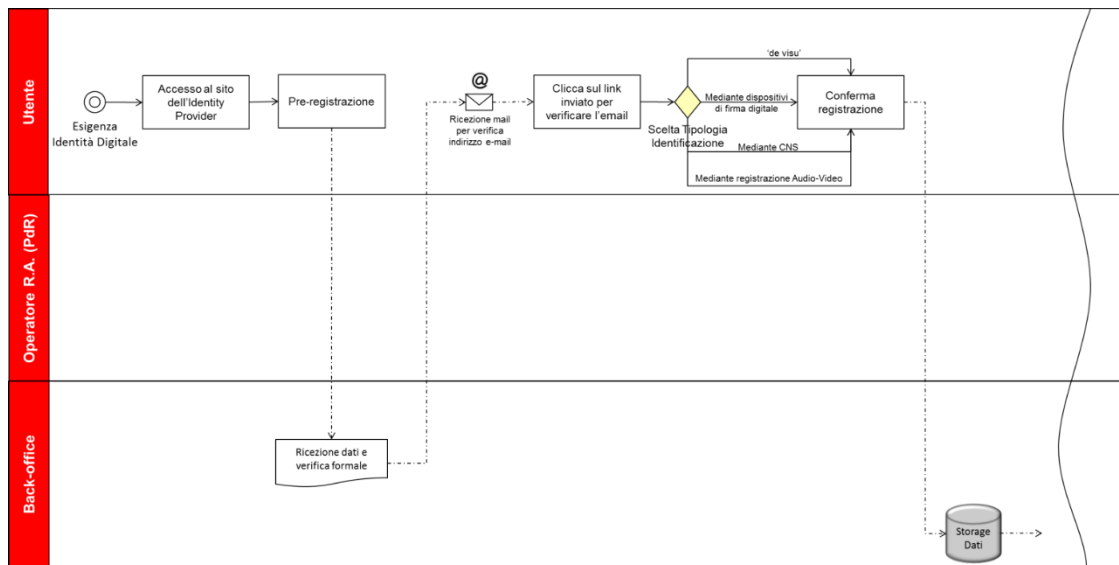 Utente
Esigenza
Identità Digitale
Accesso al sito
dell'Identity
Provider
Pre-registrazione
@
Ricezione mail
per verifica
indirizzo e-mail
Clicca sul link
inviato per
verificare l'email
Scelta Tipologia
Identificazione
'de visu'
Mediante dispositivi
di firma digitale
Mediante CNS
Mediante registrazione Audio-Video
Conferma
registrazione
Operatore R.A. (PdR)
Back-office
Ricezione dati e
verifica formale
Storage
Dati